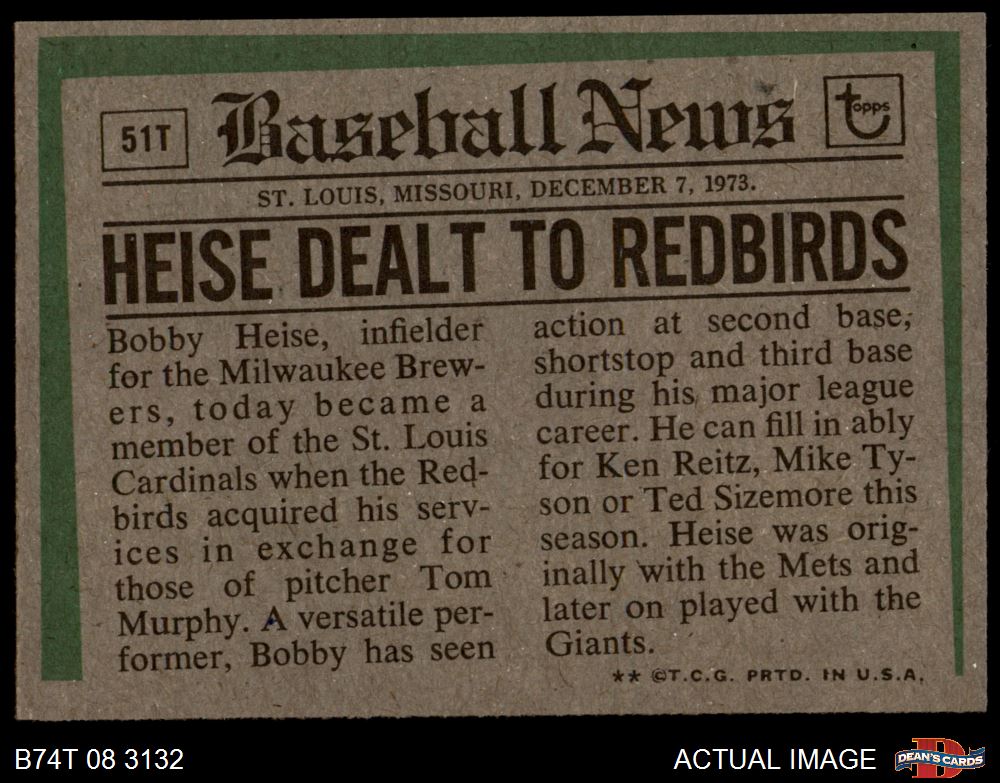 51T
Baseball News
topps
ST. LOUIS, MISSOURI, DECEMBER 7, 1973.
HEISE DEALT TO REDBIRDS
Bobby Heise, infielder
for the Milwaukee Brew-
ers, today became a
member of the St. Louis
Cardinals when the Red-
birds acquired his serv-
ices in exchange for
those of pitcher Tom
Murphy. A versatile per-
former, Bobby has seen
action at second base,
shortstop and third base
during his major league
career. He can fill in ably
for Ken Reitz, Mike Ty-
son or Ted Sizemore this
season. Heise was orig-
inally with the Mets and
later on played with the
Giants.
** ©T.C.G. PRTD. IN U.S.A.
B74T 08 3132
ACTUAL IMAGE
D
DEAN'S CARDS